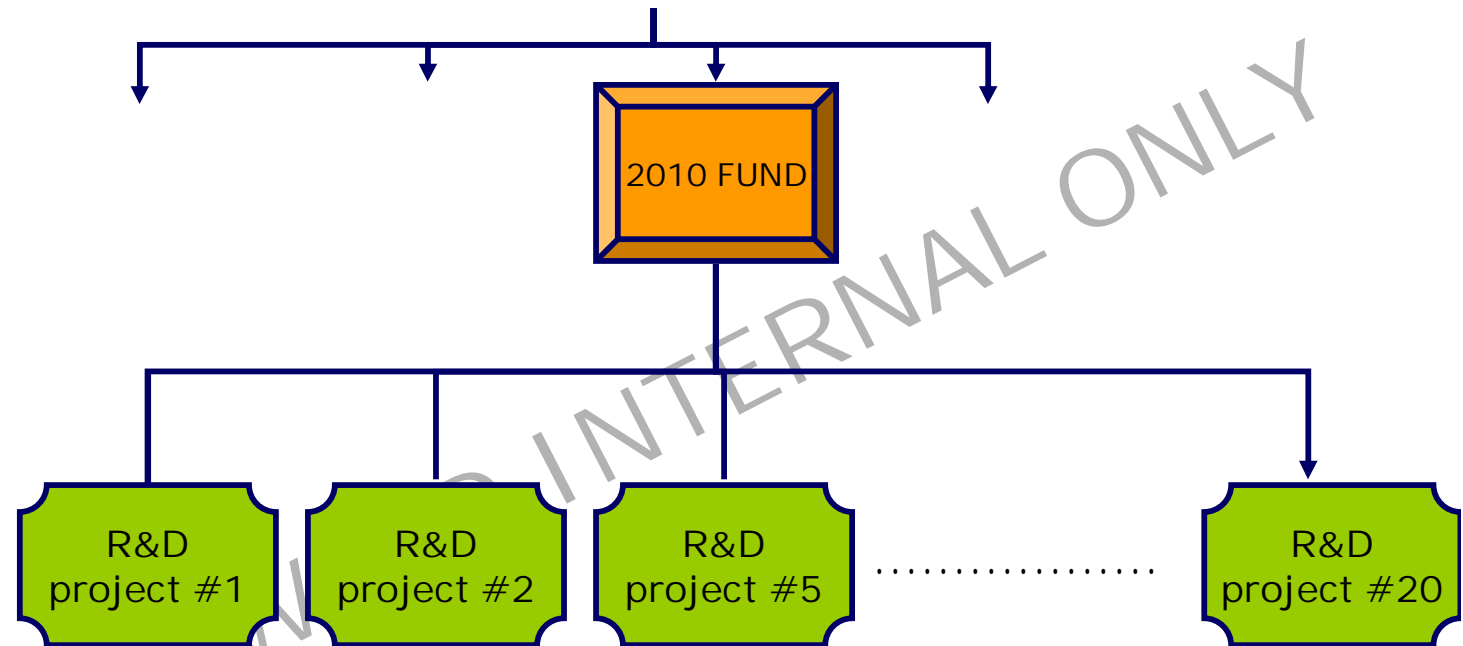 2010 FUND
INTERNAL ONLY
R&D
project #1
R&D
project #2
R&D
project #5
..................
R&D
project #20